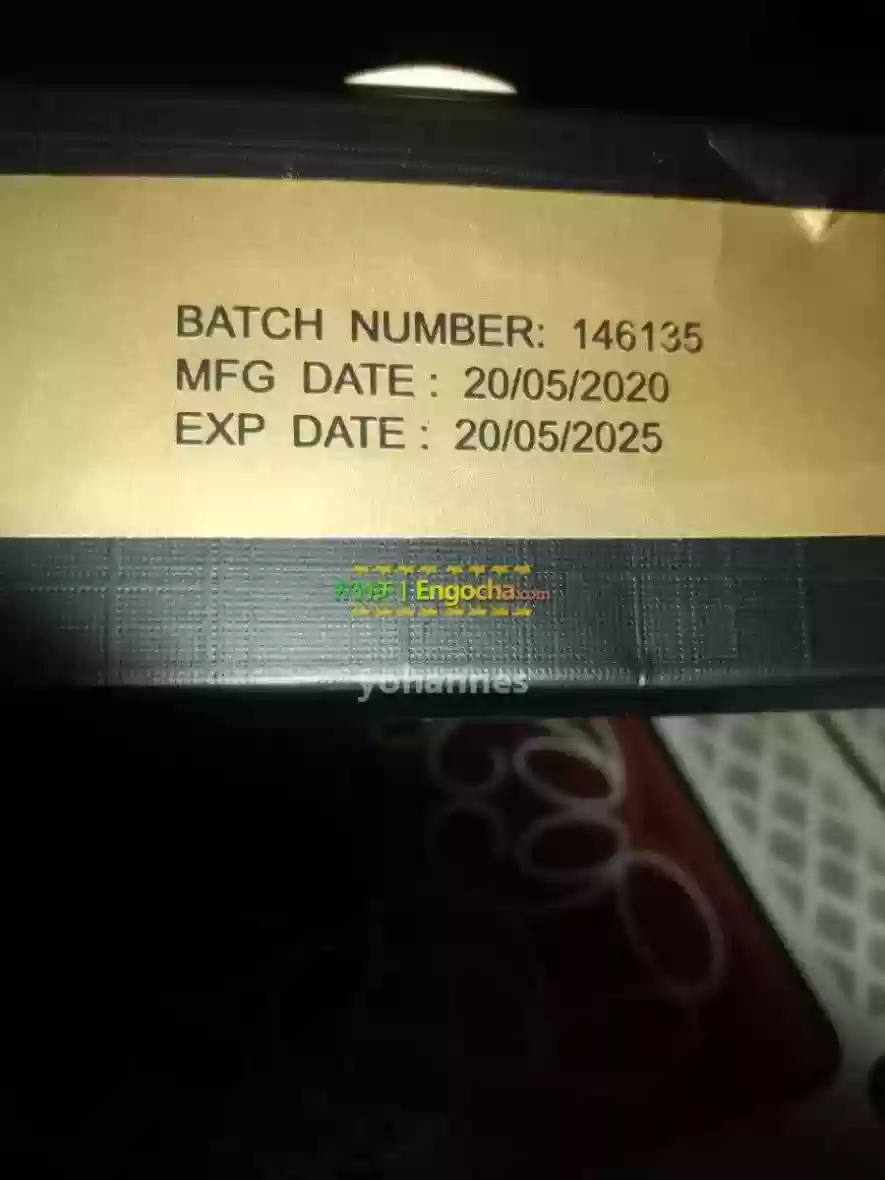 BATCH NUMBER: 146135
MFG DATE : 20/05/2020
EXP DATE : 20/05/2025
| Engocha.com
yohannes